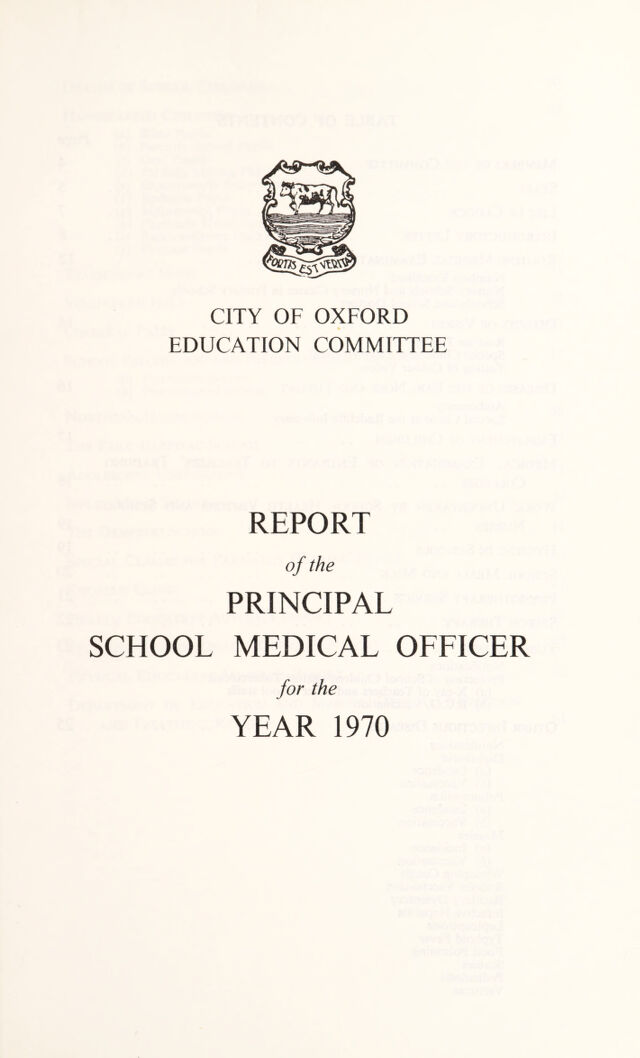 FORTIS EST VERITAS
CITY OF OXFORD
EDUCATION COMMITTEE
REPORT
of the
PRINCIPAL
SCHOOL MEDICAL OFFICER
for the
YEAR 1970